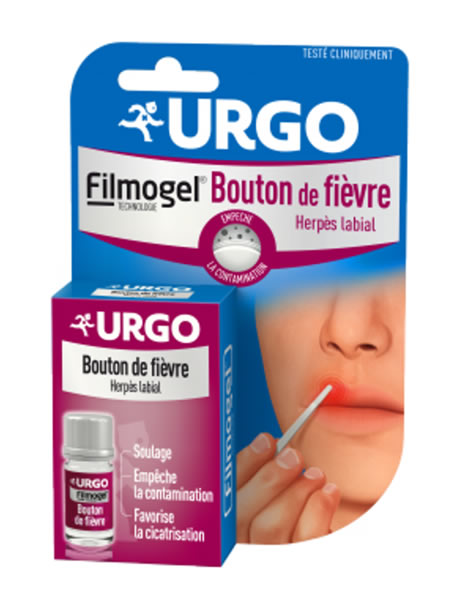 TESTÉ CLINIQUEMENT
URGO
Filmogel® Bouton de fièvre
TECHNOLOGIE
Herpès labial
EMPÊCHE
LA CONTAMINATION
URGO
Bouton de fièvre
Herpès labial
Soulage
Empêche
la contamination
Favorise
la cicatrisation
URGO
Filmogel
Bouton
de fièvre
Filmogel